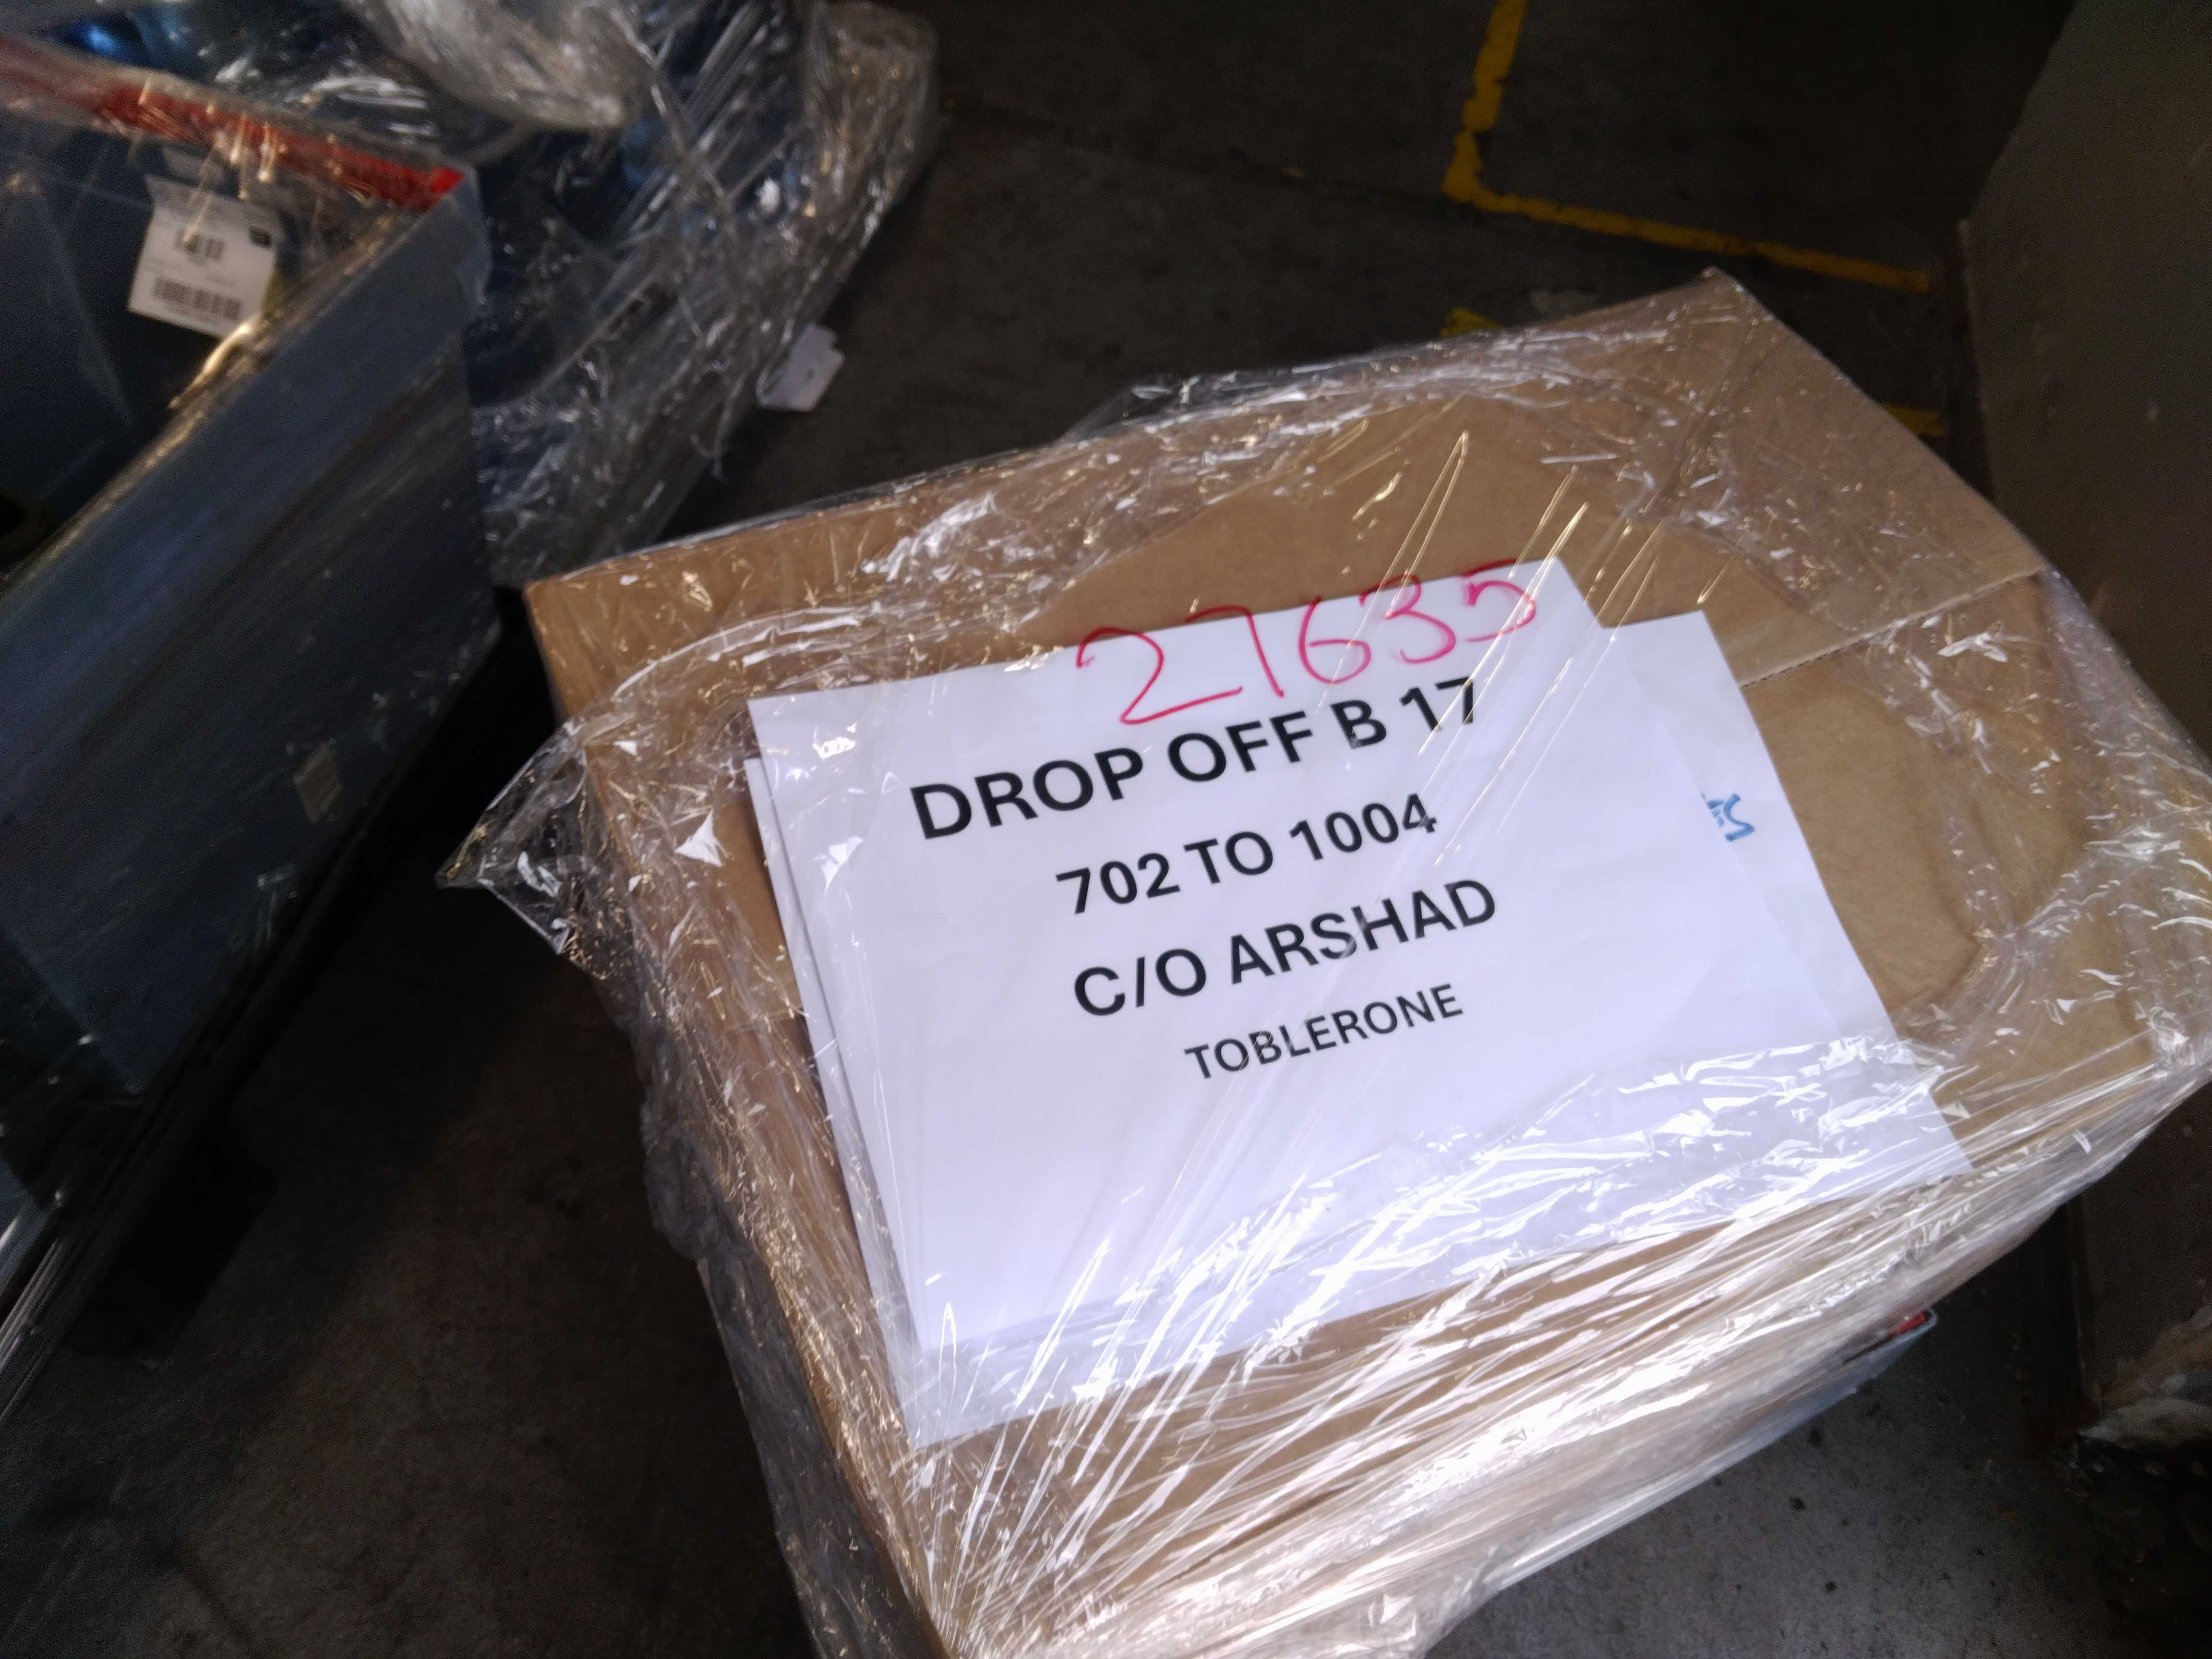 27635
DROP OFF B 17
702 TO 1004
C/O ARSHAD
TOBLERONE